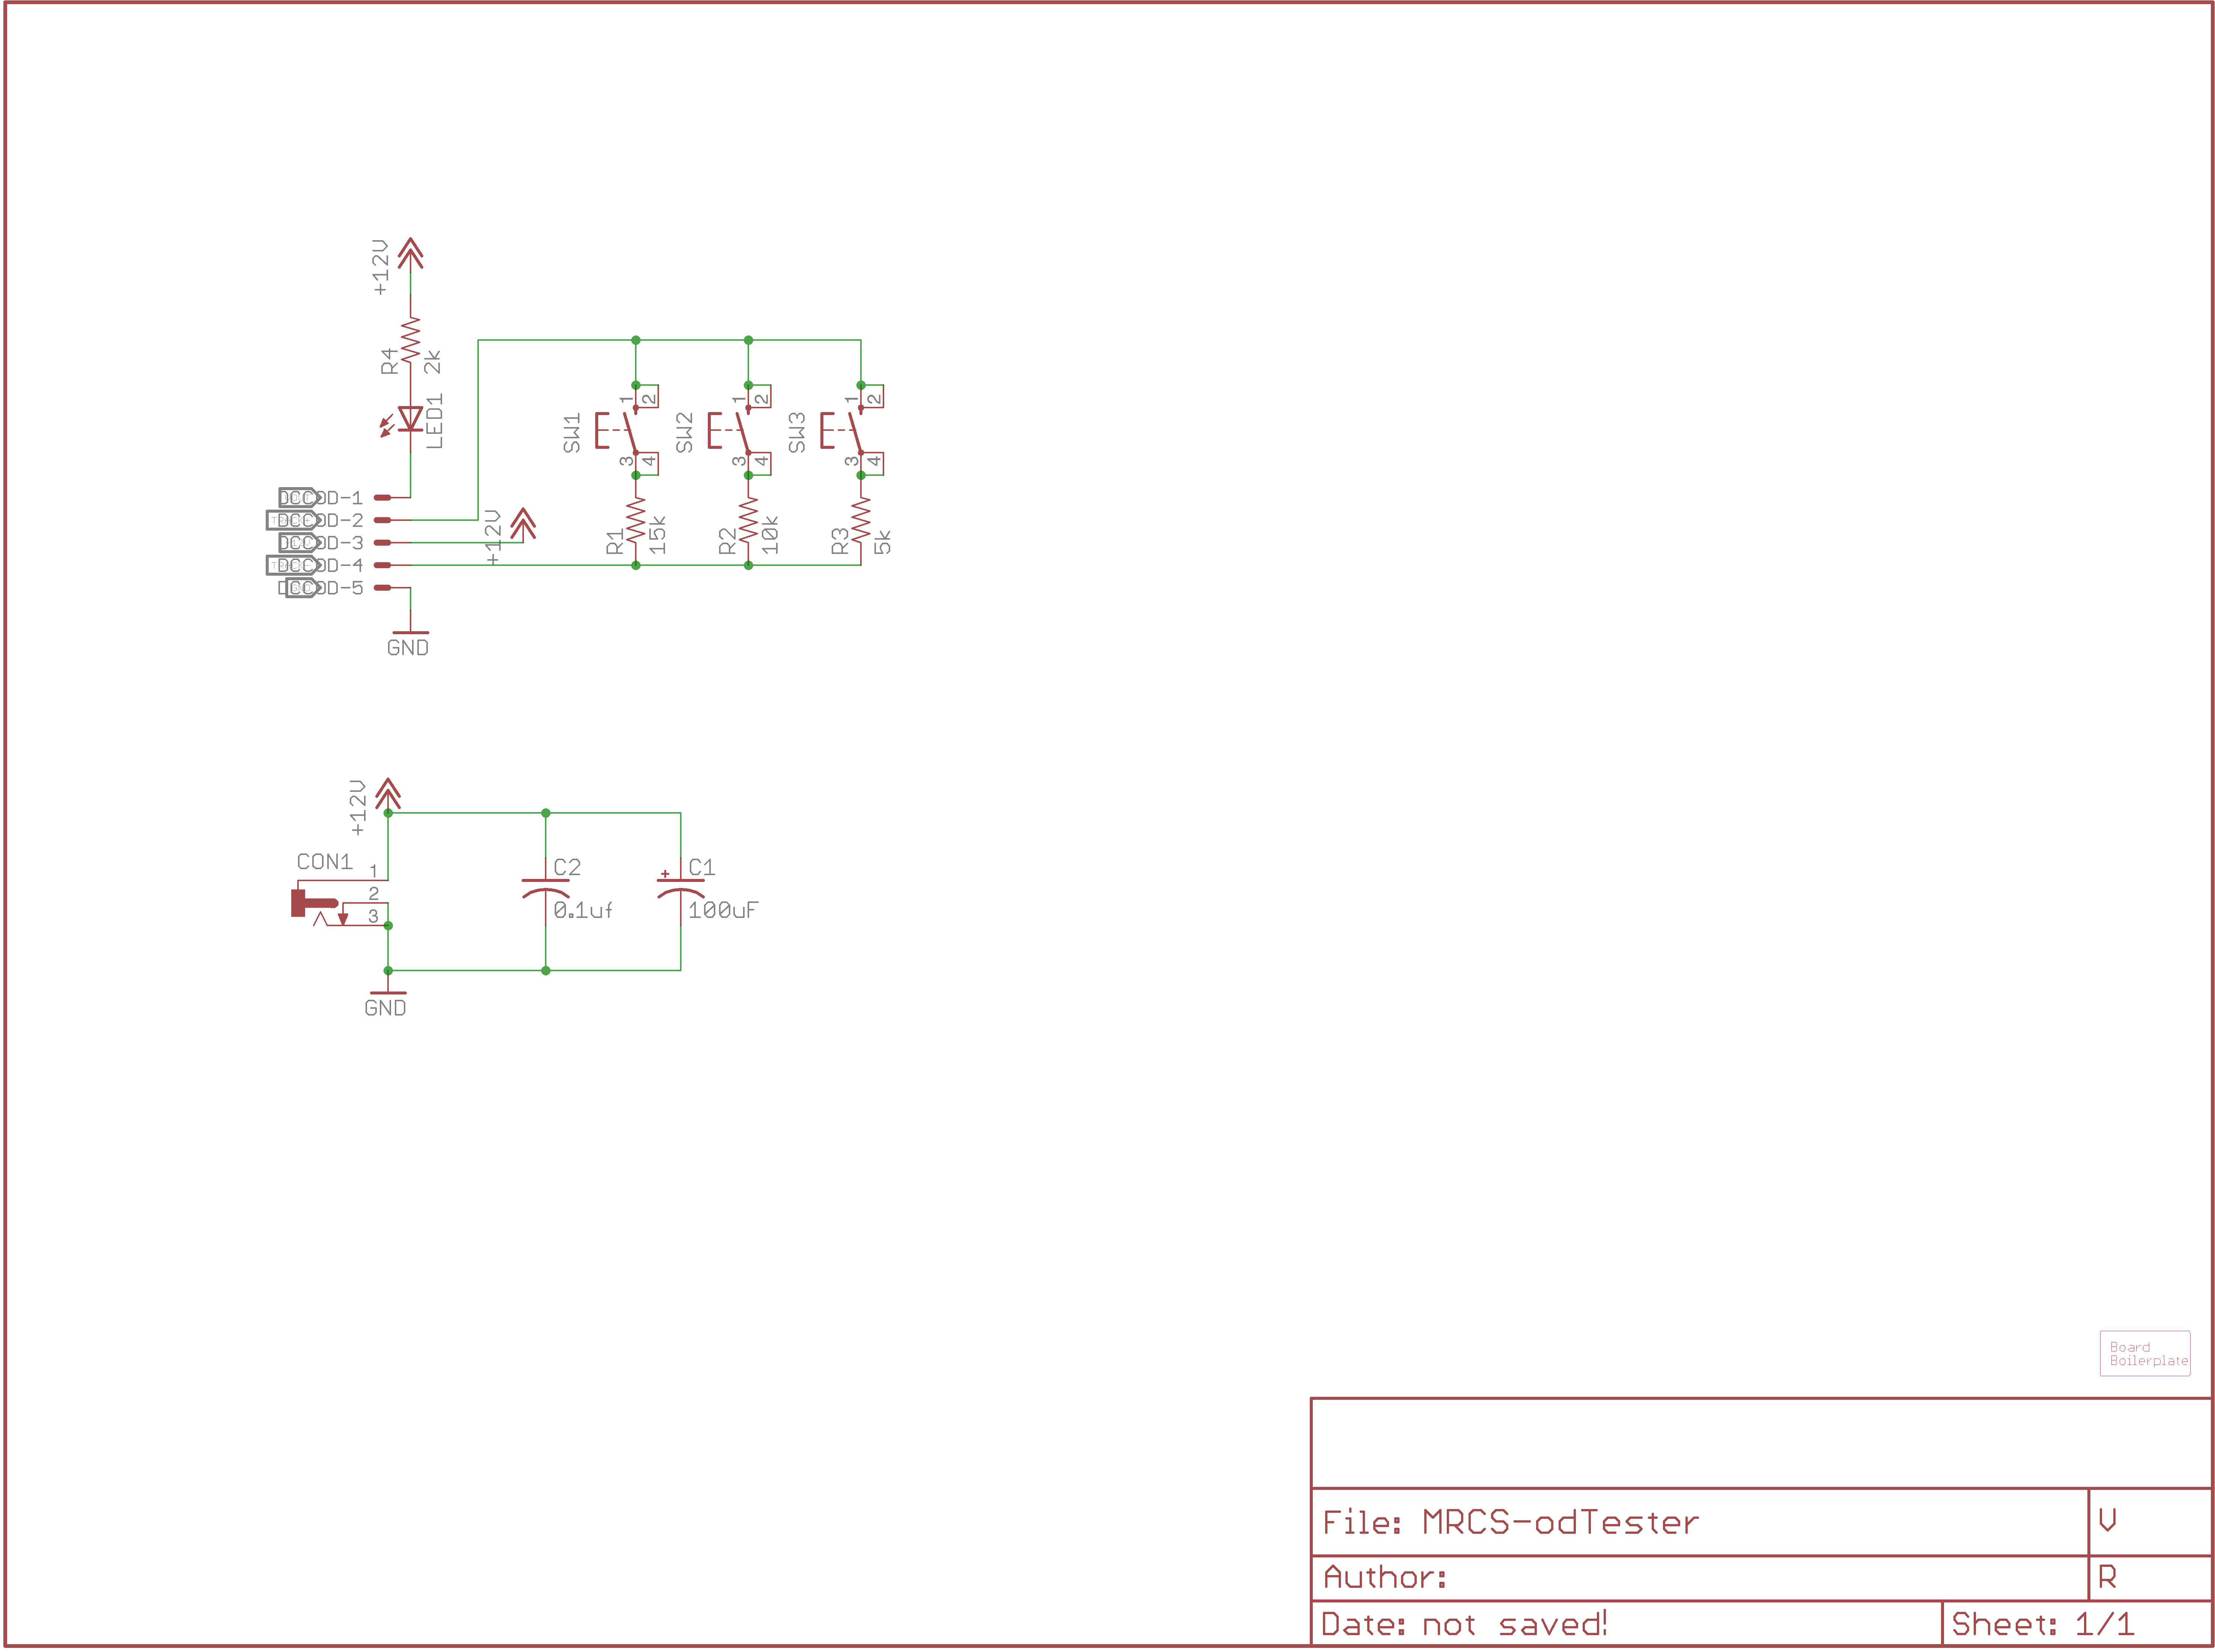 +12V
R4
2k
LED1
SW1
1
2
3
4
SW2
1
2
3
4
SW3
1
2
3
4
DCCOD-1
DCCOD-2
DCCOD-3
DCCOD-4
DCCOD-5
+12V
R1
15k
R2
10k
R3
5k
GND
+12V
CON1
1
2
3
C2
0.1uf
C1
100uF
GND
Board
Boilerplate
File: MRCS-odTester
V
Author:
R
Date: not saved!
Sheet: 1/1